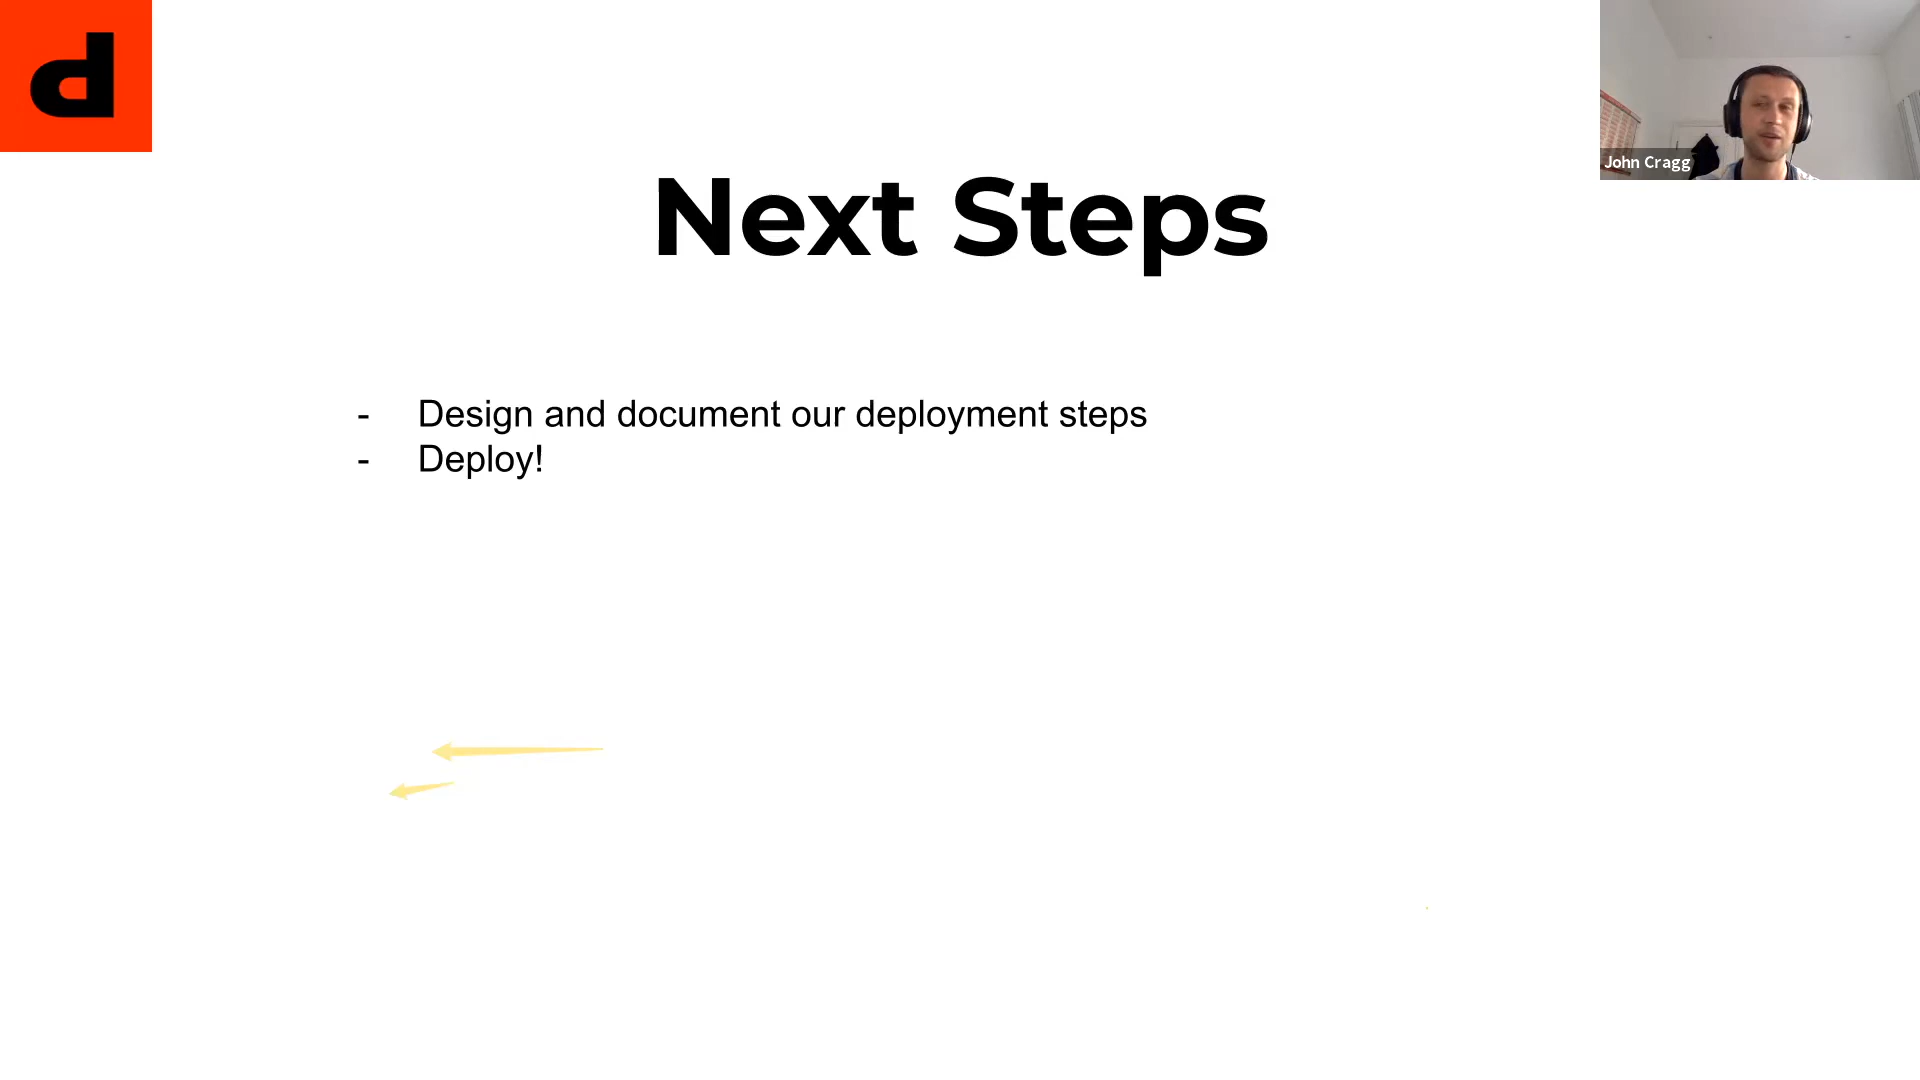 d
John Cragg
Next Steps
- Design and document our deployment steps
- Deploy!